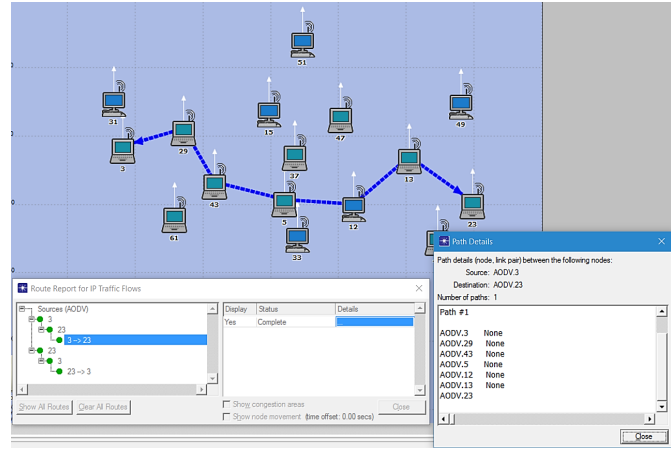 51
31
15
47
49
3
29
37
13
43
61
5
33
12
23
Route Report for IP Traffic Flows
Sources (AODV)
3
23
3 -> 23
23
3
23 -> 3
Display Status Details
Yes Complete ...
Show All Routes Clear All Routes
Show congestion areas
Show node movement (time offset: 0.00 secs)
Close
Path Details
Path details (node, link pair) between the following nodes:
Source: AODV.3
Destination: AODV.23
Number of paths: 1
Path #1
AODV.3 None
AODV.29 None
AODV.43 None
AODV.5 None
AODV.12 None
AODV.13 None
AODV.23
Close